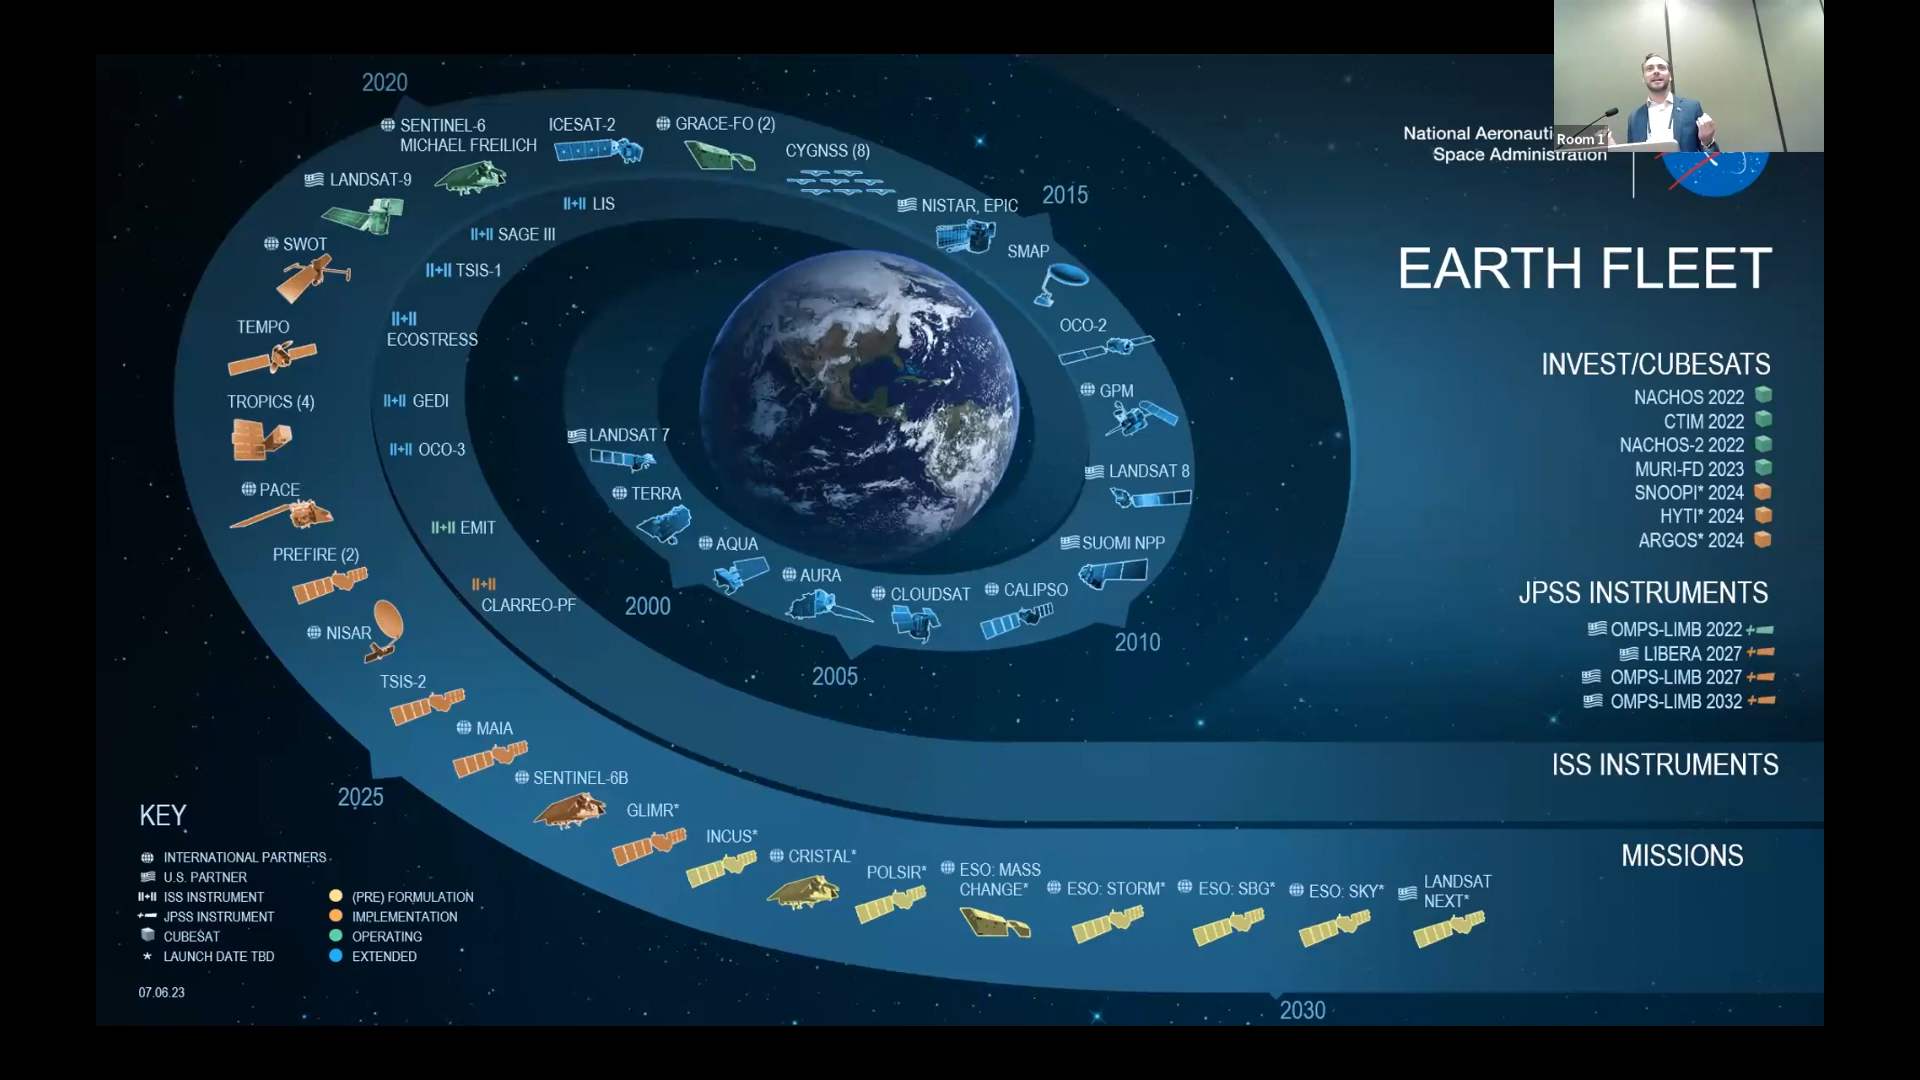 Room 1
National Aeronauti
Space Administration
EARTH FLEET
2020
SENTINEL-6
MICHAEL FREILICH
ICESAT-2
GRACE-FO (2)
CYGNSS (8)
LANDSAT-9
LIS
NISTAR, EPIC
2015
SAGE III
SWOT
SMAP
TSIS-1
TEMPO
ECOSTRESS
OCO-2
TROPICS (4)
GEDI
GPM
LANDSAT 7
OCO-3
LANDSAT 8
PACE
TERRA
EMIT
AQUA
SUOMI NPP
PREFIRE (2)
AURA
CLOUDSAT
CALIPSO
CLARREO-PF
2000
NISAR
2005
2010
TSIS-2
MAIA
SENTINEL-6B
2025
GLIMR*
INCUS*
CRISTAL*
POLSIR*
ESO: MASS
CHANGE*
ESO: STORM*
ESO: SBG*
ESO: SKY*
LANDSAT
NEXT*
2030
INVEST/CUBESATS
NACHOS 2022
CTIM 2022
NACHOS-2 2022
MURI-FD 2023
SNOOPI* 2024
HYTI* 2024
ARGOS* 2024
JPSS INSTRUMENTS
OMPS-LIMB 2022
LIBERA 2027
OMPS-LIMB 2027
OMPS-LIMB 2032
ISS INSTRUMENTS
MISSIONS
KEY
INTERNATIONAL PARTNERS
U.S. PARTNER
ISS INSTRUMENT
JPSS INSTRUMENT
CUBESAT
* LAUNCH DATE TBD
(PRE) FORMULATION
IMPLEMENTATION
OPERATING
EXTENDED
07.06.23